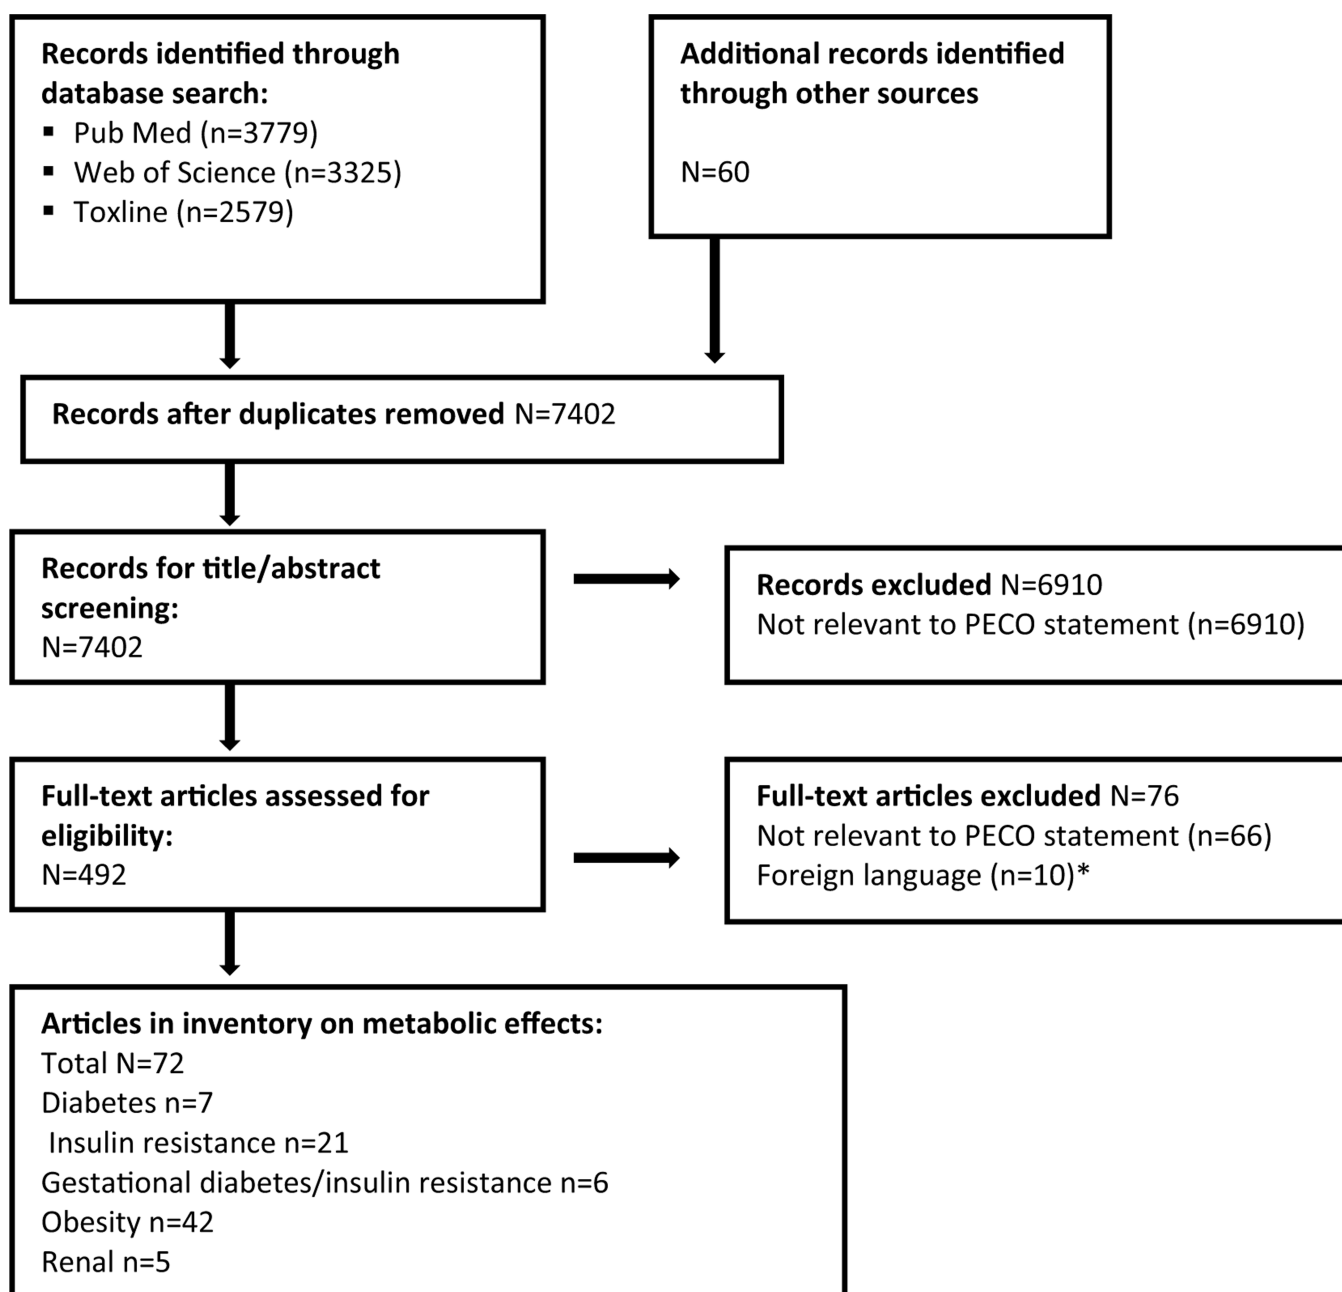 Records identified through
database search:
▪ Pub Med (n=3779)
▪ Web of Science (n=3325)
▪ Toxline (n=2579)
Additional records identified
through other sources
N=60
Records after duplicates removed N=7402
Records for title/abstract
screening:
N=7402
Records excluded N=6910
Not relevant to PECO statement (n=6910)
Full-text articles assessed for
eligibility:
N=492
Full-text articles excluded N=76
Not relevant to PECO statement (n=66)
Foreign language (n=10)*
Articles in inventory on metabolic effects:
Total N=72
Diabetes n=7
Insulin resistance n=21
Gestational diabetes/insulin resistance n=6
Obesity n=42
Renal n=5